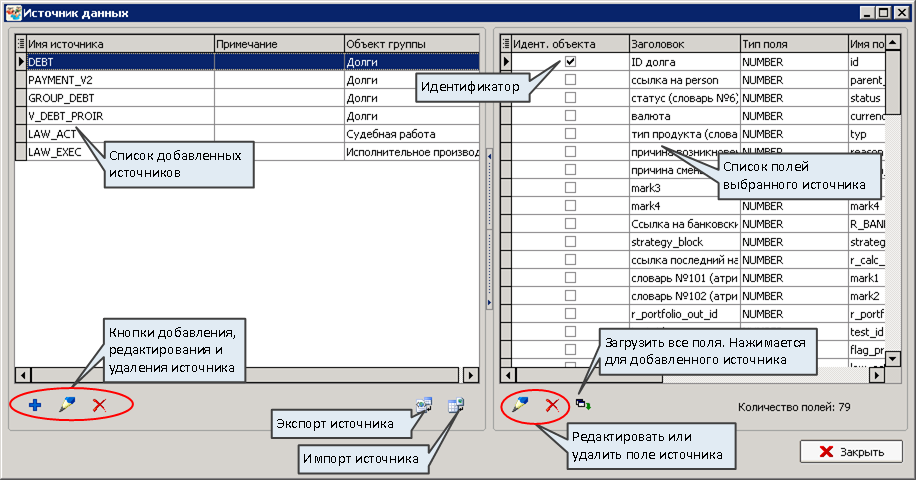 Источник данных
Имя источника Примечание Объект группы
DEBT Долги
PAYMENT_V2 Долги
GROUP_DEBT Долги
V_DEBT_PROIR Долги
LAW_ACT Судебная работа
LAW_EXEC Исполнительное производ
Список добавленных
источников
Кнопки добавления,
редактирования и
удаления источника
Экспорт источника
Импорт источника
Идент. объекта Заголовок Тип поля Имя по
ID долга NUMBER id
ссылка на person NUMBER parent_
статус (словарь №6) NUMBER status
валюта NUMBER currenc
тип продукта (слова NUMBER typ
причина возникнове
причина смен
mark3
mark4 NUMBER mark4
Ссылка на банковски NUMBER R_BAN
strategy_block NUMBER strateg
ссылка последний на NUMBER r_calc_
словарь №101 (атри NUMBER mark1
словарь №102 (атри NUMBER mark2
r_portfolio_out_id NUMBER r_portf
test_id
flag_pr
Идентификатор
Список полей
выбранного источника
Загрузить все поля. Нажимается
для добавленного источника
Количество полей: 79
Редактировать или
удалить поле источника
Закрыть